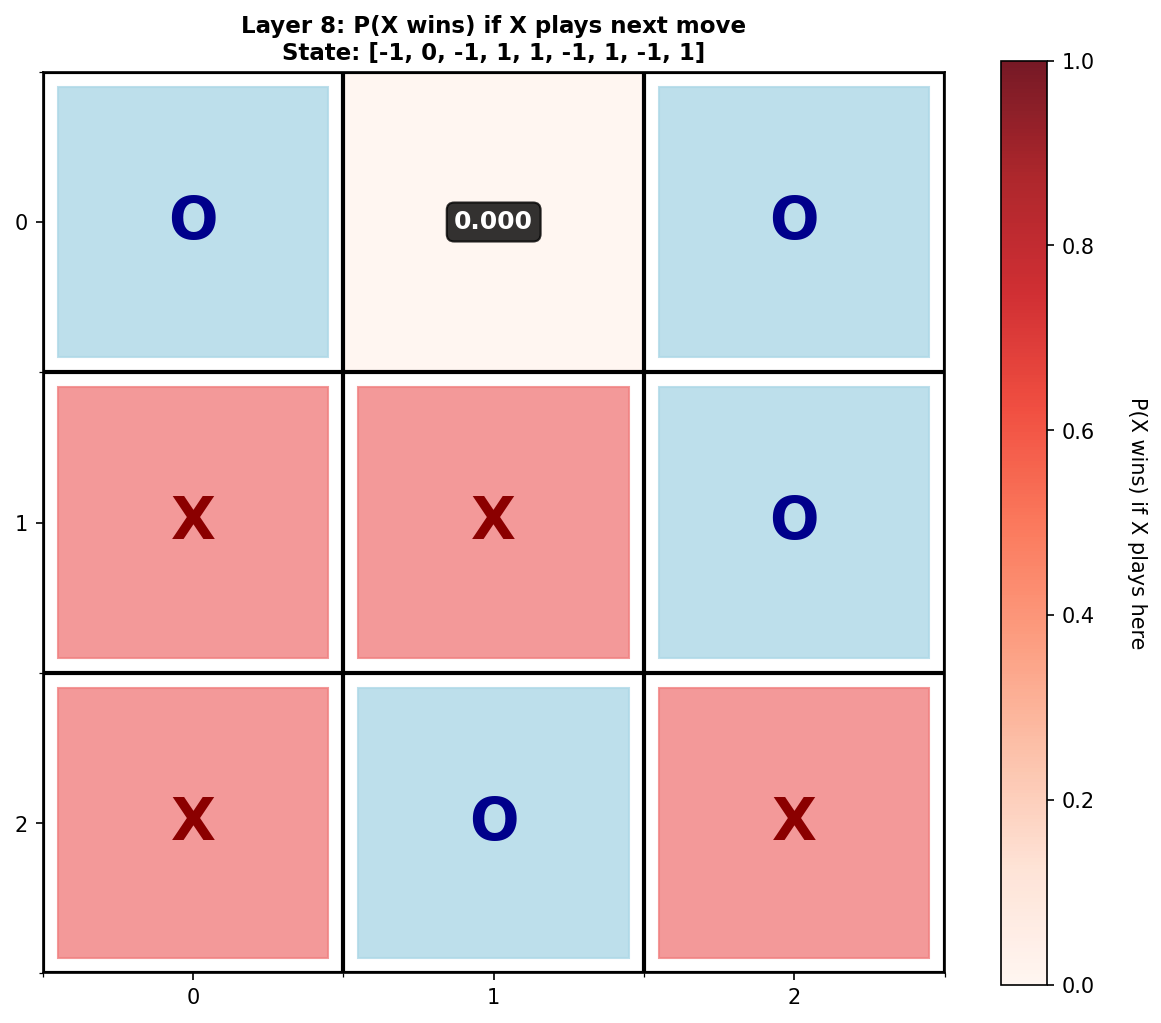 Layer 8: P(X wins) if X plays next move
State: [-1, 0, -1, 1, 1, -1, 1, -1, 1]
O
0.000
O
X
X
O
X
O
X
0
1
2
0
1
2
1.0
0.8
0.6
0.4
0.2
0.0
P(X wins) if X plays here